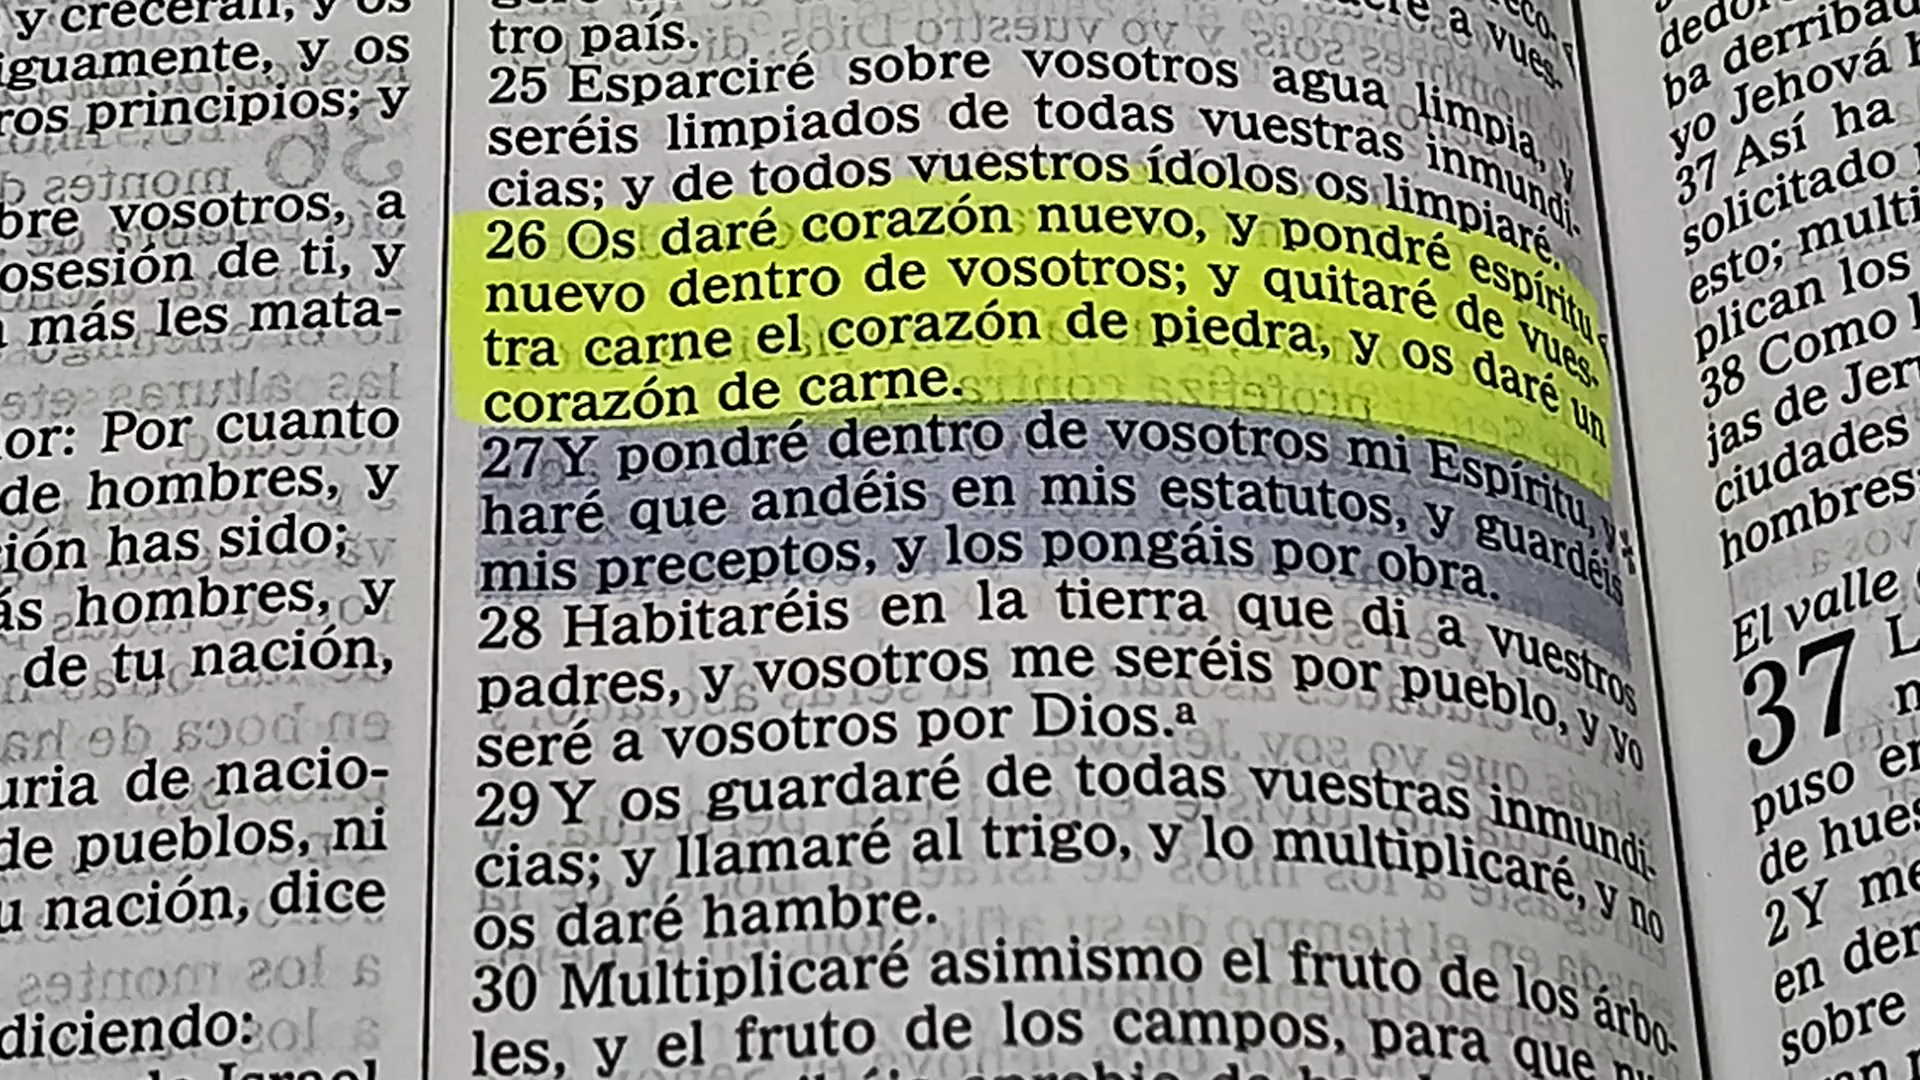 y crecerán, y os
iguamente, y os
ros principios; y
bre vosotros, a
osesión de ti, y
más les mata-
or: Por cuanto
de hombres, y
ión has sido;
ás hombres, y
de tu nación,
uria de nacio-
de pueblos, ni
u nación, dice
diciendo:
tro país.
25 Esparciré sobre vosotros agua limpia, y
seréis limpiados de todas vuestras inmundi-
cias; y de todos vuestros ídolos os limpiaré.
26 Os daré corazón nuevo, y pondré espíritu
nuevo dentro de vosotros; y quitaré de vues-
tra carne el corazón de piedra, y os daré un
corazón de carne.
27 Y pondré dentro de vosotros mi Espíritu, y
haré que andéis en mis estatutos, y guardéis
mis preceptos, y los pongáis por obra.
28 Habitaréis en la tierra que di a vuestros
padres, y vosotros me seréis por pueblo, y yo
seré a vosotros por Dios.a
29 Y os guardaré de todas vuestras inmundi-
cias; y llamaré al trigo, y lo multiplicaré, y no
os daré hambre.
30 Multiplicaré asimismo el fruto de los árbo-
les, y el fruto de los campos, para que
ba derribad
yo Jehová h
37 Así ha
solicitado
esto; multi
plican los
38 Como
jas de Jer
ciudades
hombres
El valle
37 L
puso en
de hues
2 Y me
en der
sobre